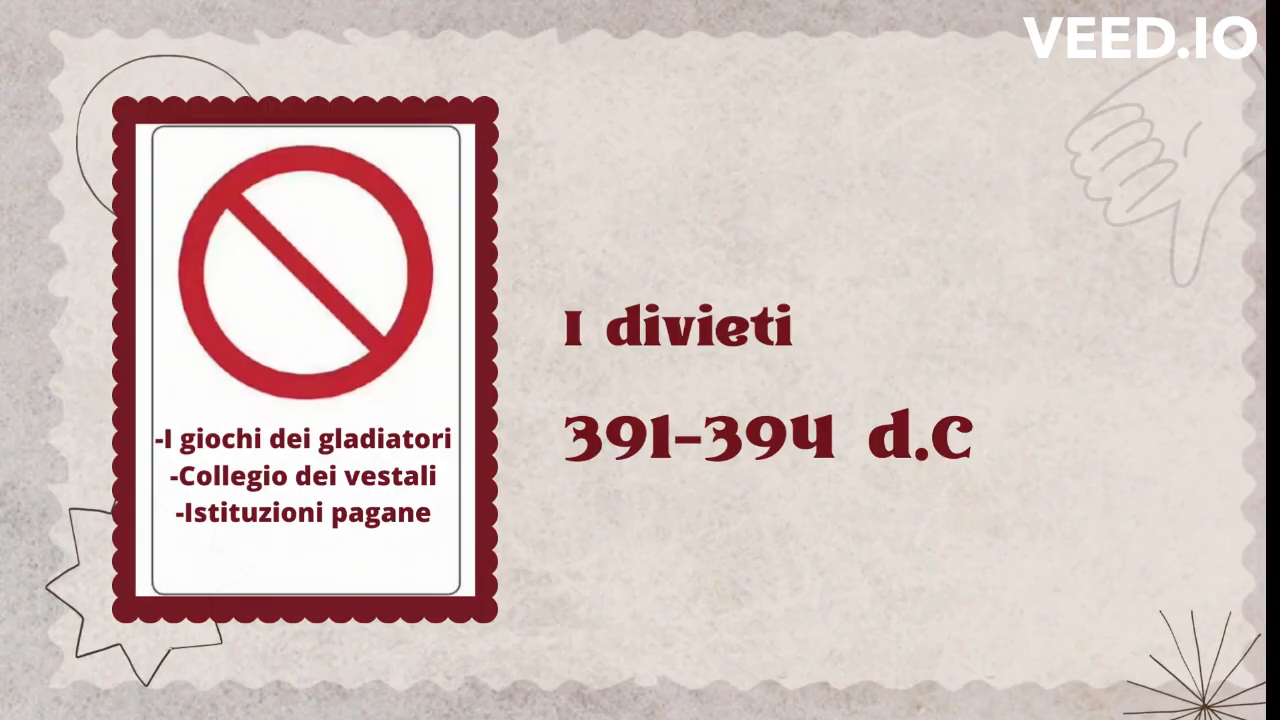 VEED.IO
-I giochi dei gladiatori
-Collegio dei vestali
-Istituzioni pagane
I divieti
391-394 d.C